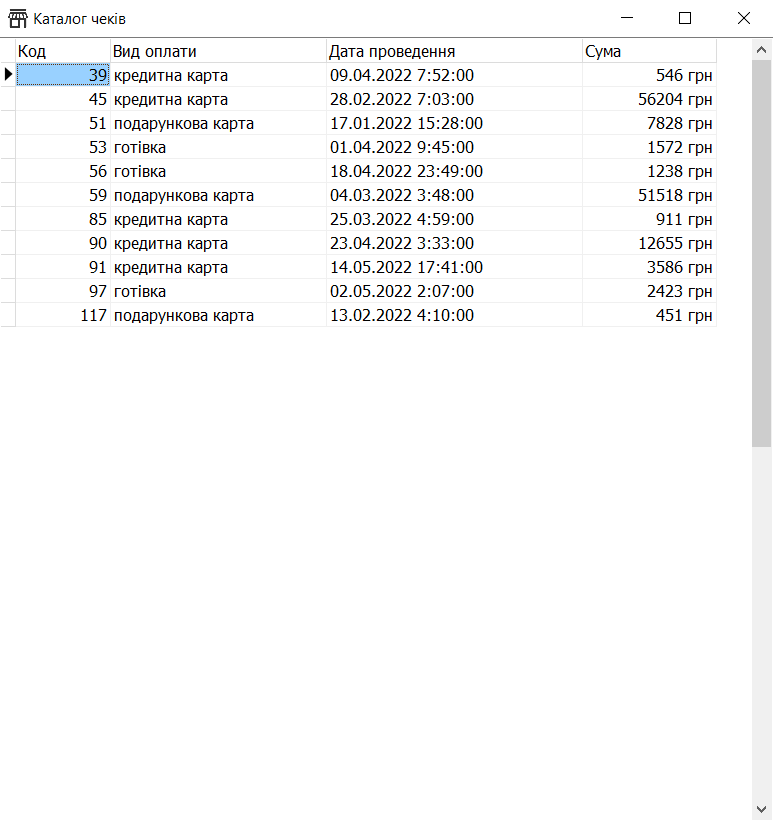 Каталог чеків
Код Вид оплати Дата проведення Сума
39 кредитна карта 09.04.2022 7:52:00 546 грн
45 кредитна карта 28.02.2022 7:03:00 56204 грн
51 подарункова карта 17.01.2022 15:28:00 7828 грн
53 готівка 01.04.2022 9:45:00 1572 грн
56 готівка 18.04.2022 23:49:00 1238 грн
59 подарункова карта 04.03.2022 3:48:00 51518 грн
85 кредитна карта 25.03.2022 4:59:00 911 грн
90 кредитна карта 23.04.2022 3:33:00 12655 грн
91 кредитна карта 14.05.2022 17:41:00 3586 грн
97 готівка 02.05.2022 2:07:00 2423 грн
117 подарункова карта 13.02.2022 4:10:00 451 грн